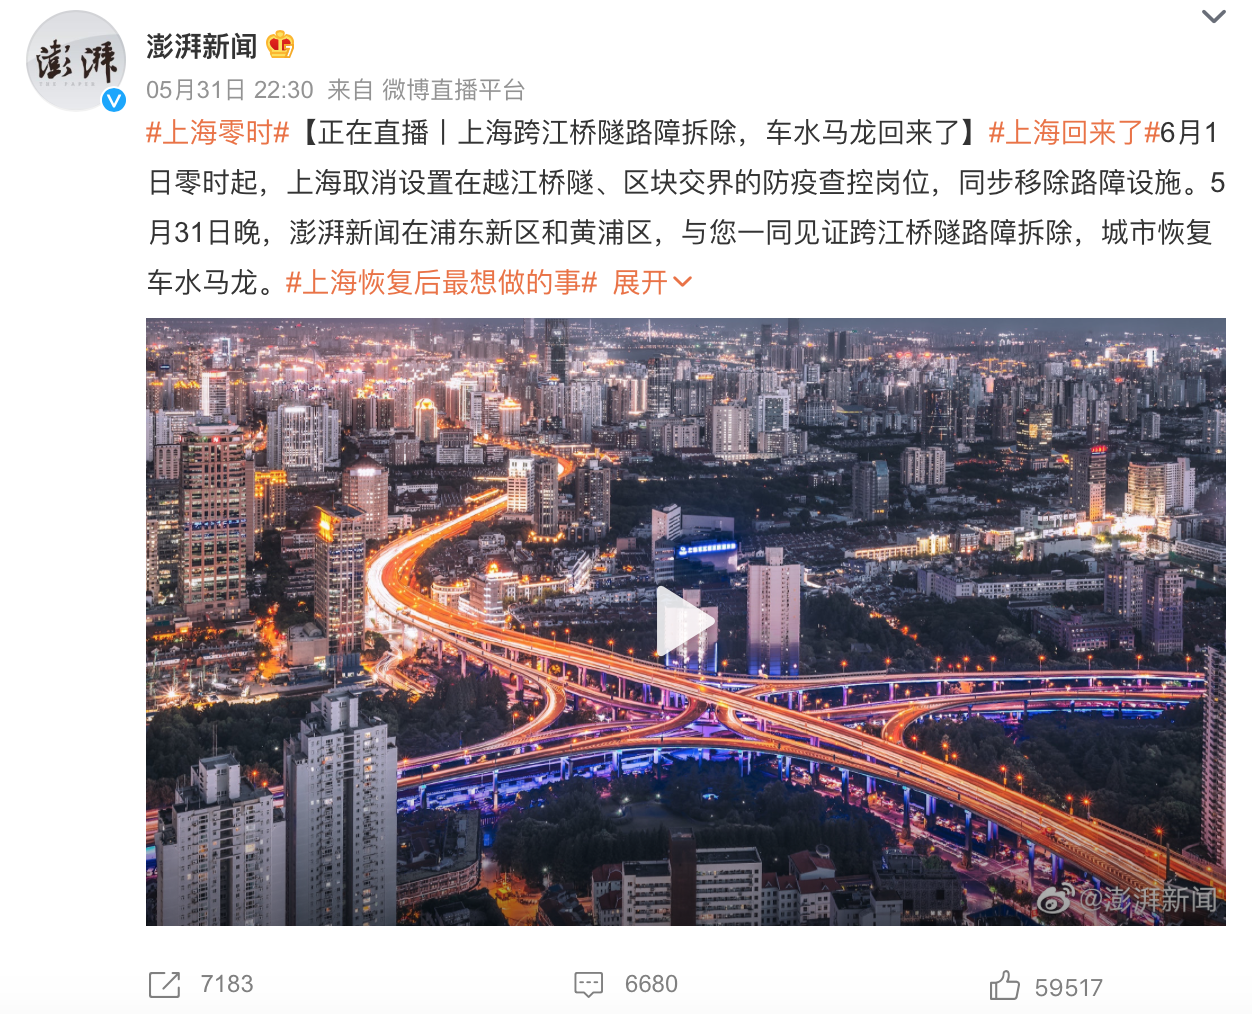 澎湃
THE PAPER
V
澎湃新闻
05月31日 22:30 来自 微博直播平台
#上海零时#【正在直播丨上海跨江桥隧路障拆除，车水马龙回来了】#上海回来了#6月1
日零时起，上海取消设置在越江桥隧、区块交界的防疫查控岗位，同步移除路障设施。5
月31日晚，澎湃新闻在浦东新区和黄浦区，与您一同见证跨江桥隧路障拆除，城市恢复
车水马龙。#上海恢复后最想做的事# 展开
@澎湃新闻
7183
6680
59517